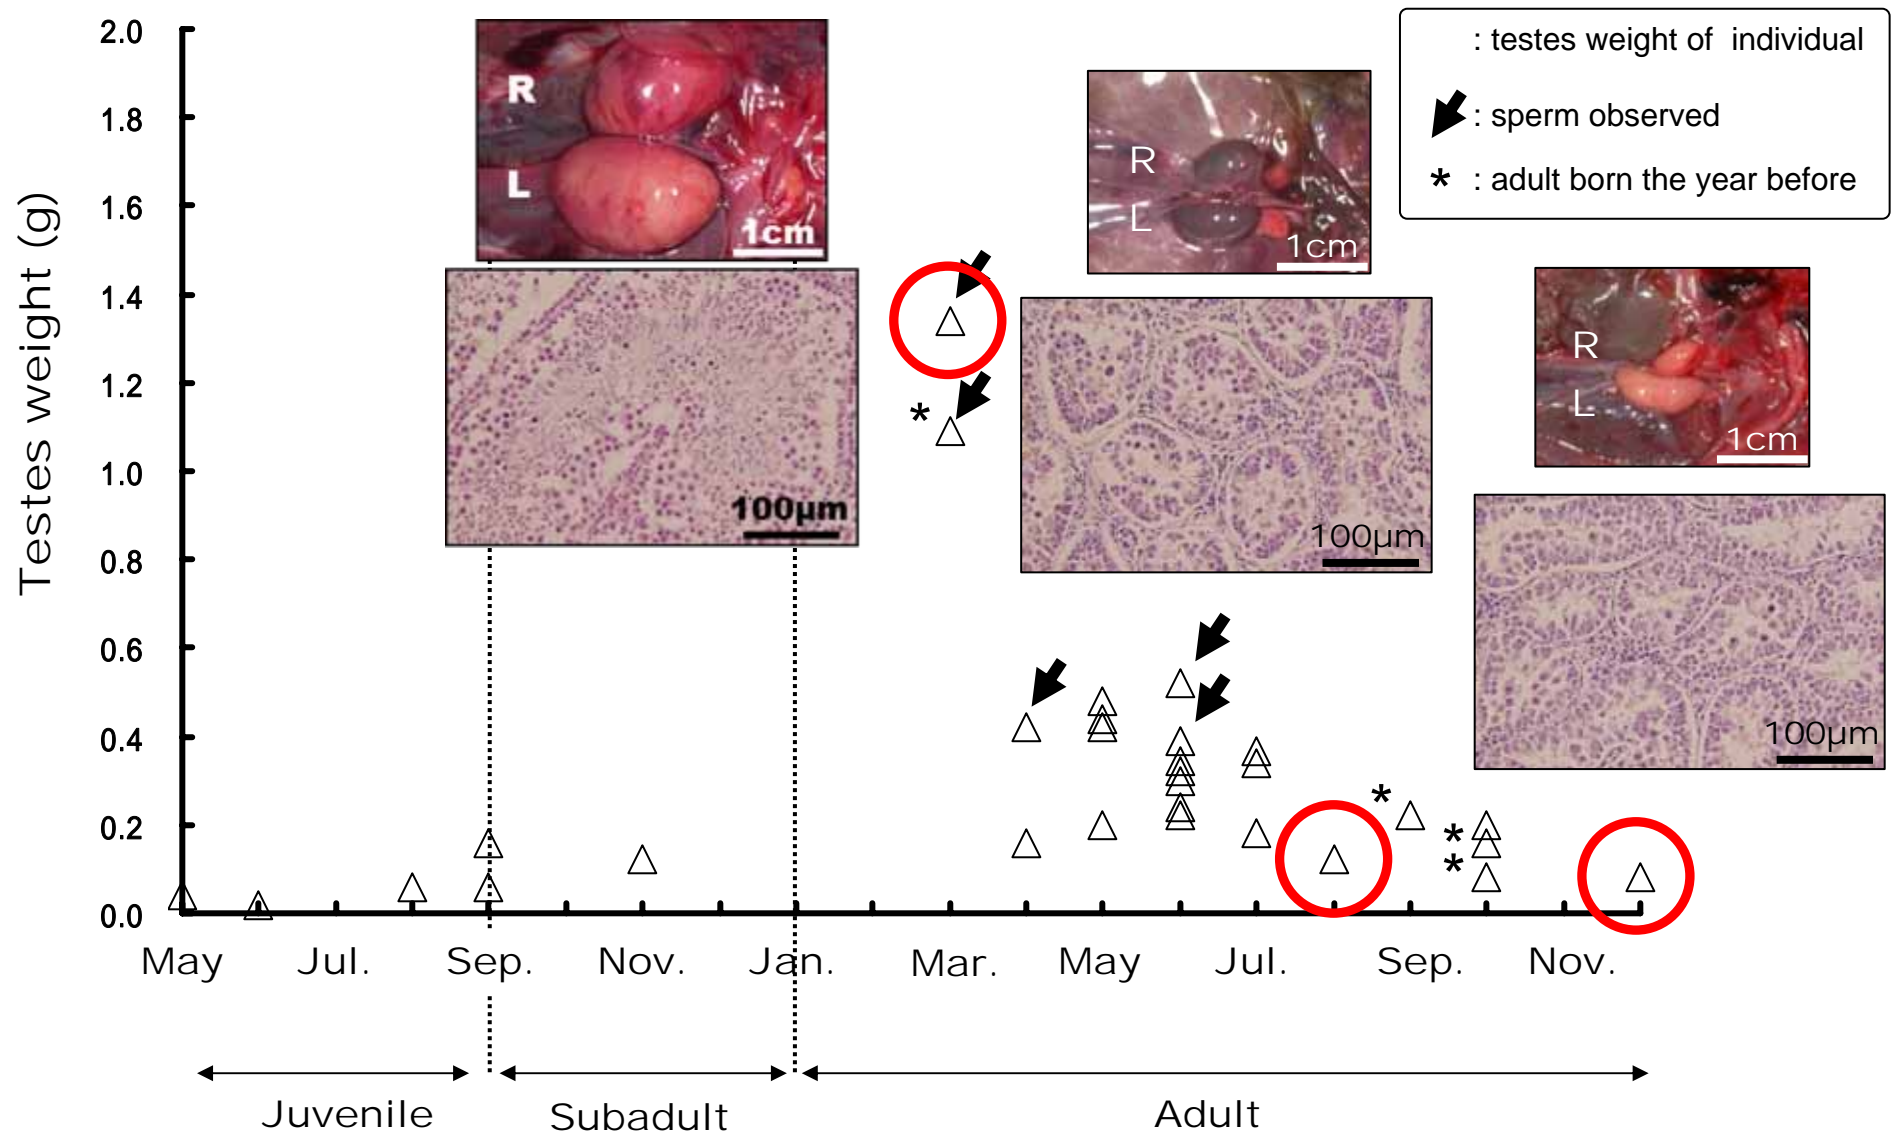 Testes weight (g)
2.0
1.8
1.6
1.4
1.2
1.0
0.8
0.6
0.4
0.2
0.0
R
L
1cm
100μm
R
L
1cm
100μm
R
L
1cm
100μm
: testes weight of individual
: sperm observed
* : adult born the year before
*
*
*
*
May Jul. Sep. Nov. Jan. Mar. May Jul. Sep. Nov.
Juvenile Subadult Adult